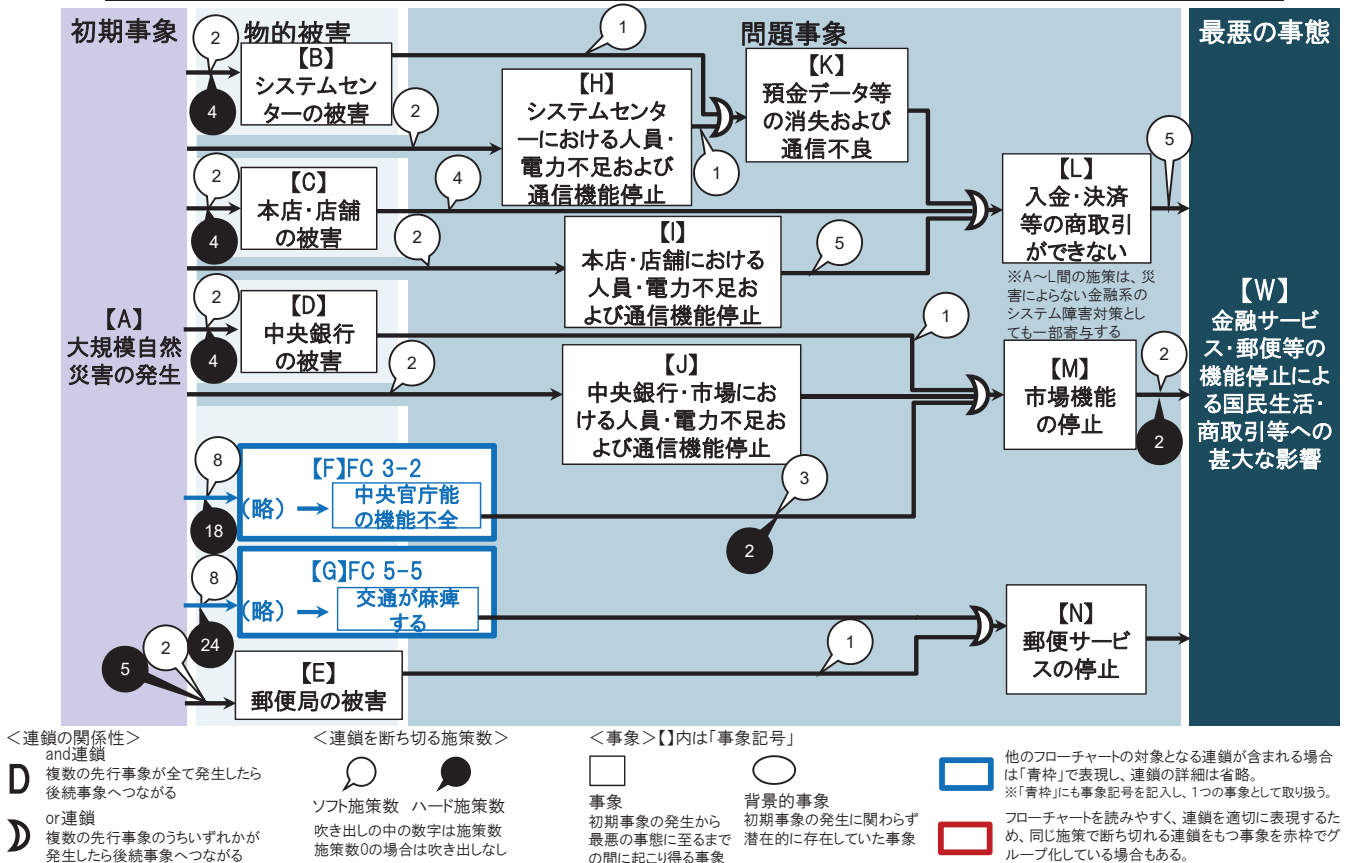 初期事象
物的被害
問題事象
最悪の事態
【A】
大規模自然
災害の発生
2
4
【B】
システムセン
ターの被害
1
2
【H】
システムセンタ
ーにおける人員・
電力不足および
通信機能停止
1
【K】
預金データ等
の消失および
通信不良
2
4
【C】
本店・店舗
の被害
4
2
【I】
本店・店舗における
人員・電力不足お
よび通信機能停止
5
【L】
入金・決済
等の商取引
ができない
5
※A～L間の施策は、災
害によらない金融系の
システム障害対策とし
ても一部寄与する
2
4
【D】
中央銀行
の被害
1
2
【J】
中央銀行・市場にお
ける人員・電力不足お
よび通信機能停止
【M】
市場機能
の停止
2
2
8
18
【F】FC 3-2
(略)
中央官庁能
の機能不全
3
2
8
24
【G】FC 5-5
(略)
交通が麻痺
する
2
5
【E】
郵便局の被害
1
【N】
郵便サービ
スの停止
【W】
金融サービ
ス・郵便等の
機能停止によ
る国民生活・
商取引等への
甚大な影響
＜連鎖の関係性＞
and連鎖
複数の先行事象が全て発生したら
後続事象へつながる
or連鎖
複数の先行事象のうちいずれかが
発生したら後続事象へつながる
＜連鎖を断ち切る施策数＞
ソフト施策数 ハード施策数
吹き出しの中の数字は施策数
施策数0の場合は吹き出しなし
＜事象＞【】内は「事象記号」
事象
初期事象の発生から
最悪の事態に至るまで
の間に起こり得る事象
背景的事象
初期事象の発生に関わらず
潜在的に存在していた事象
他のフローチャートの対象となる連鎖が含まれる場合
は「青枠」で表現し、連鎖の詳細は省略。
※「青枠」にも事象記号を記入し、1つの事象として取り扱う。
フローチャートを読みやすく、連鎖を適切に表現するた
め、同じ施策で断ち切れる連鎖をもつ事象を赤枠でグ
ループ化している場合もある。